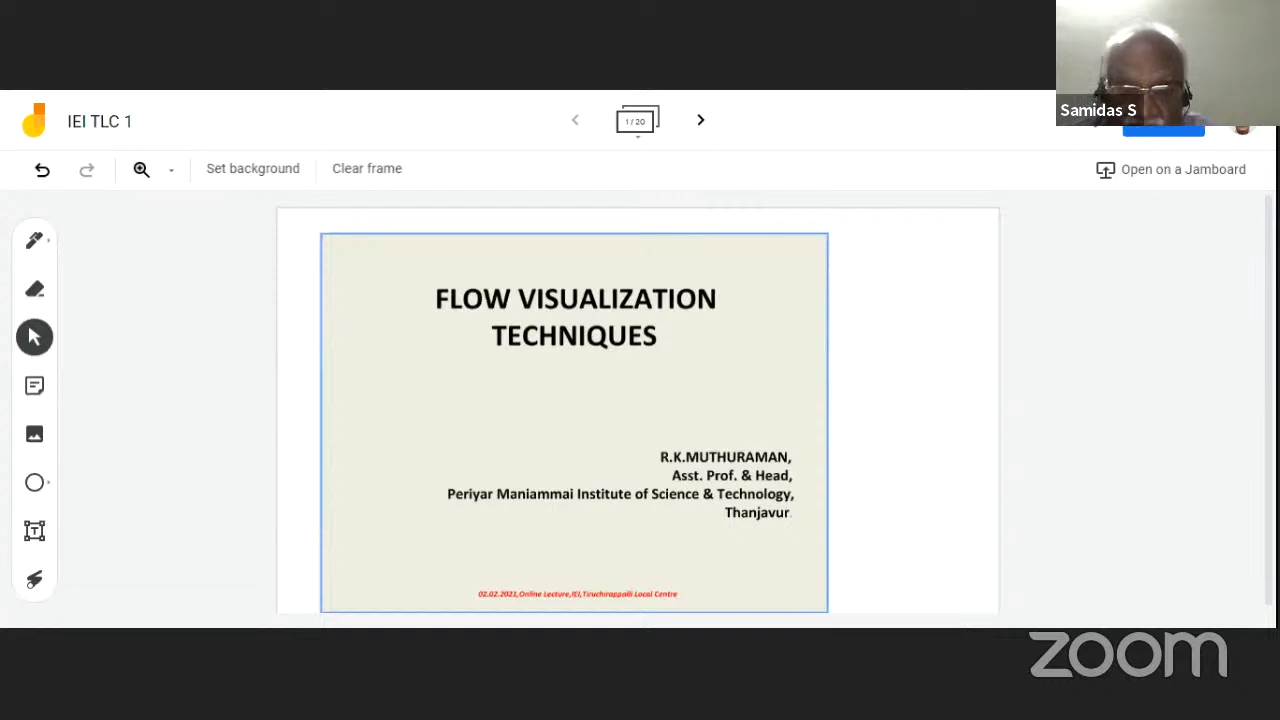 Samidas S
IEI TLC 1
1 / 20
Set background
Clear frame
Open on a Jamboard
FLOW VISUALIZATION
TECHNIQUES
R.K.MUTHURAMAN,
Asst. Prof. & Head,
Periyar Maniammai Institute of Science & Technology,
Thanjavur.
02.02.2021,Online Lecture,IEI,Tiruchirappalli Local Centre
zoom